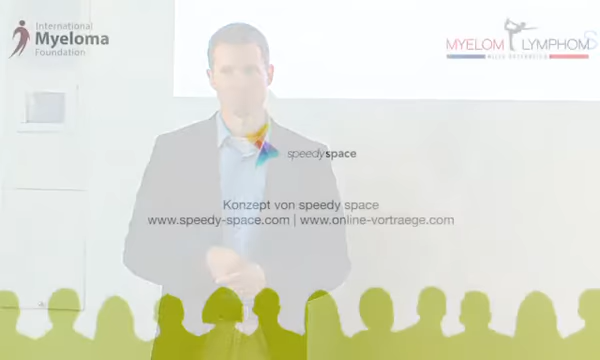 International
Myeloma
Foundation
MYELOM LYMPHOM
speedyspace
Konzept von speedy space
www.speedy-space.com | www.online-vortraege.com